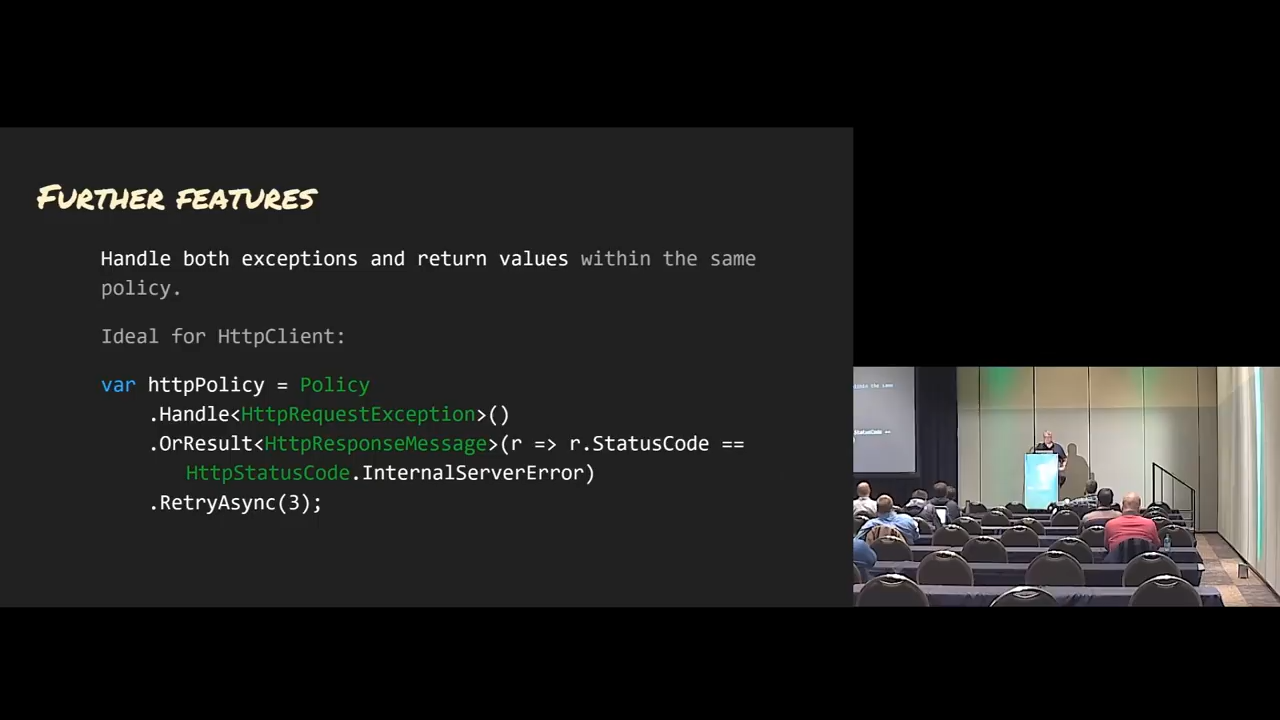 Further features
Handle both exceptions and return values within the same
policy.
Ideal for HttpClient:
var httpPolicy = Policy
.Handle<HttpRequestException>()
.OrResult<HttpResponseMessage>(r => r.StatusCode ==
HttpStatusCode.InternalServerError)
.RetryAsync(3);